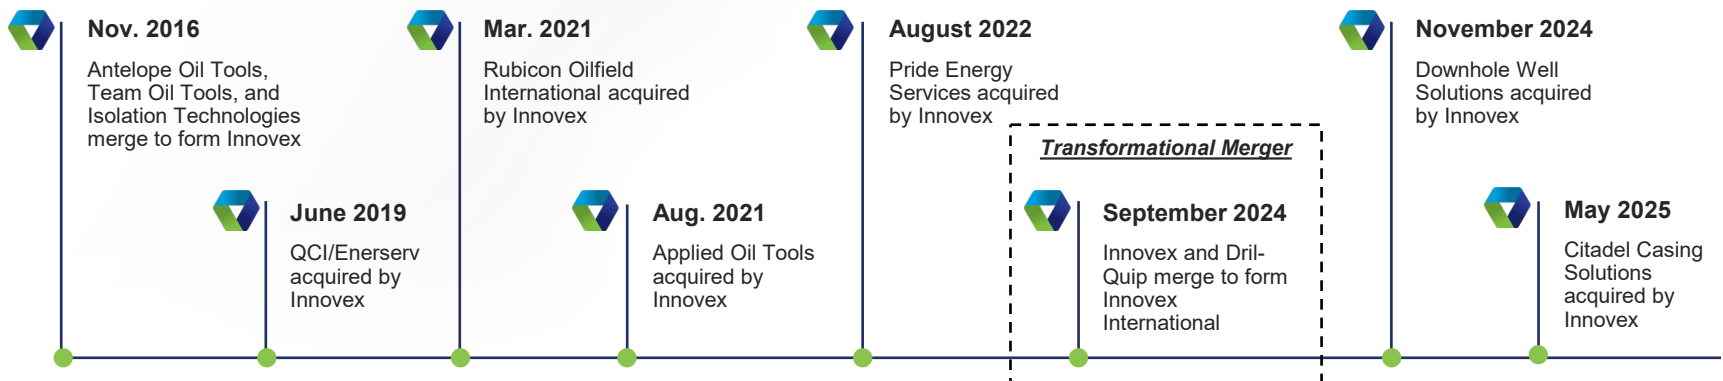 Nov. 2016
Antelope Oil Tools,
Team Oil Tools, and
Isolation Technologies
merge to form Innovex
June 2019
QCI/Enerserv
acquired by
Innovex
Mar. 2021
Rubicon Oilfield
International acquired
by Innovex
Aug. 2021
Applied Oil Tools
acquired by
Innovex
August 2022
Pride Energy
Services acquired
by Innovex
Transformational Merger
September 2024
Innovex and Dril-
Quip merge to form
Innovex
International
November 2024
Downhole Well
Solutions acquired
by Innovex
May 2025
Citadel Casing
Solutions
acquired by
Innovex